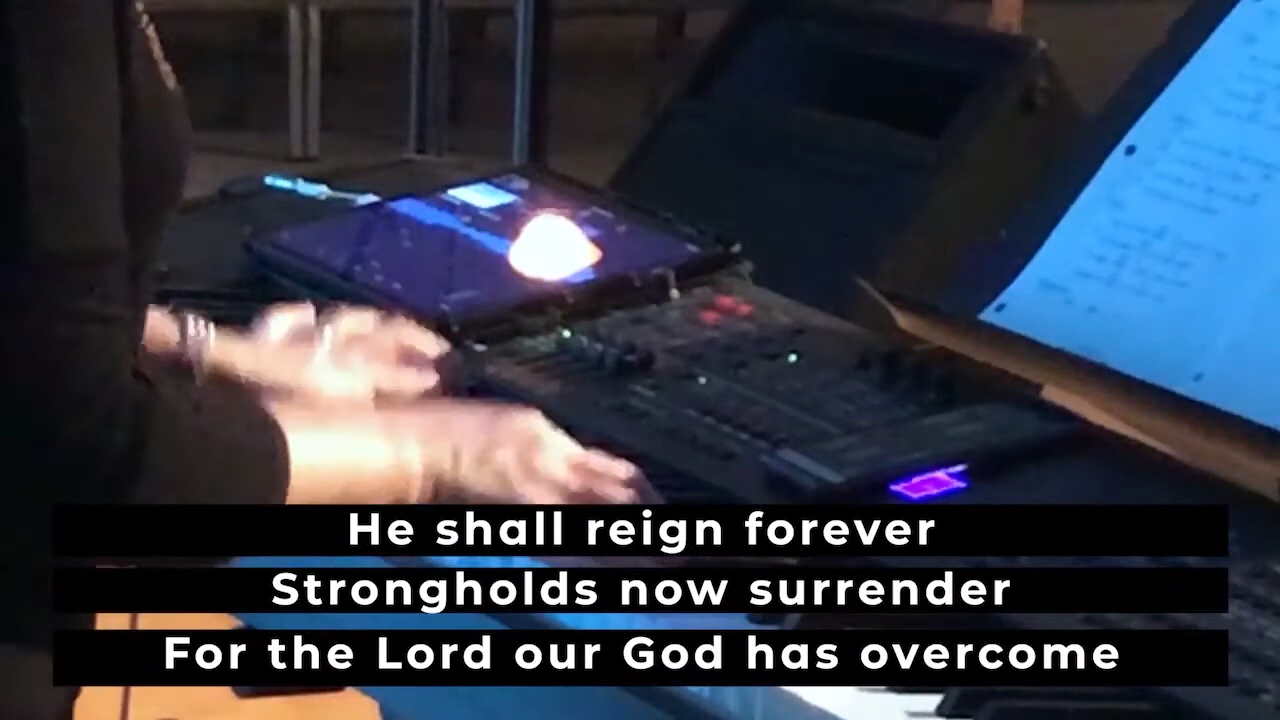 He shall reign forever
Strongholds now surrender
For the Lord our God has overcome